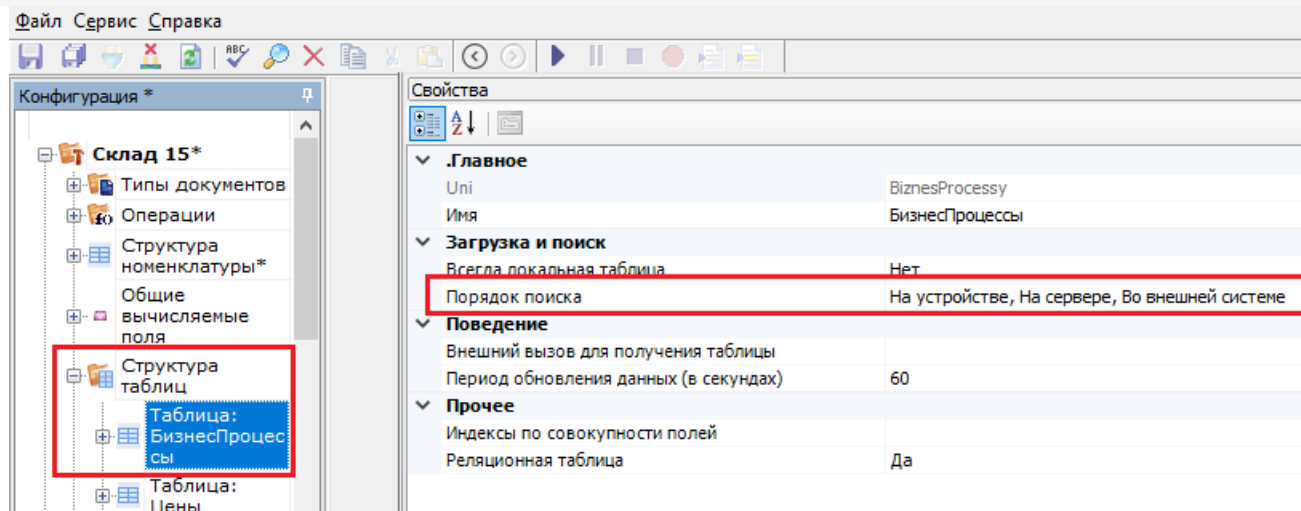 Файл Сервис Справка
Конфигурация *
Склад 15*
Типы документов
Операции
Структура
номенклатуры*
Общие
вычисляемые
поля
Структура
таблиц
Таблица:
БизнесПроцес
сы
Таблица:
Цены
Свойства
.Главное
Uni BiznesProcessy
Имя БизнесПроцессы
Загрузка и поиск
Всегда локальная таблица Нет
Порядок поиска На устройстве, На сервере, Во внешней системе
Поведение
Внешний вызов для получения таблицы
Период обновления данных (в секундах) 60
Прочее
Индексы по совокупности полей
Реляционная таблица Да